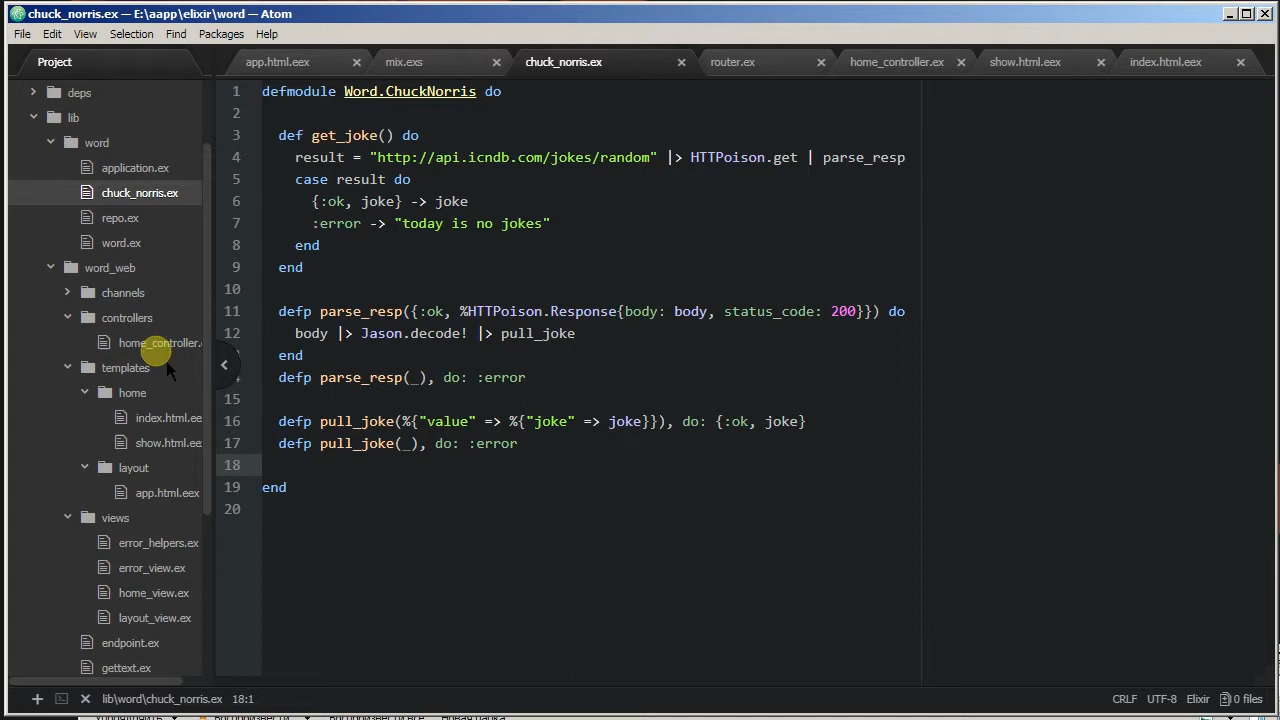 chuck_norris.ex — E:\aapp\elixir\word — Atom
File Edit View Selection Find Packages Help
Project app.html.eex mix.exs chuck_norris.ex router.ex home_controller.ex show.html.eex index.html.eex
deps
lib
word
application.ex
chuck_norris.ex
repo.ex
word.ex
word_web
channels
controllers
home_controller.e
templates
home
index.html.ee
show.html.ee
layout
app.html.eex
views
error_helpers.ex
error_view.ex
home_view.ex
layout_view.ex
endpoint.ex
gettext.ex
1 defmodule Word.ChuckNorris do
2
3 def get_joke() do
4 result = "http://api.icndb.com/jokes/random" |> HTTPoison.get | parse_resp
5 case result do
6 {:ok, joke} -> joke
7 :error -> "today is no jokes"
8 end
9 end
10
11 defp parse_resp({:ok, %HTTPoison.Response{body: body, status_code: 200}}) do
12 body |> Jason.decode! |> pull_joke
end
4 defp parse_resp(_), do: :error
15
16 defp pull_joke(%{"value" => %{"joke" => joke}}), do: {:ok, joke}
17 defp pull_joke(_), do: :error
18
19 end
20
lib\word\chuck_norris.ex 18:1 CRLF UTF-8 Elixir 0 files